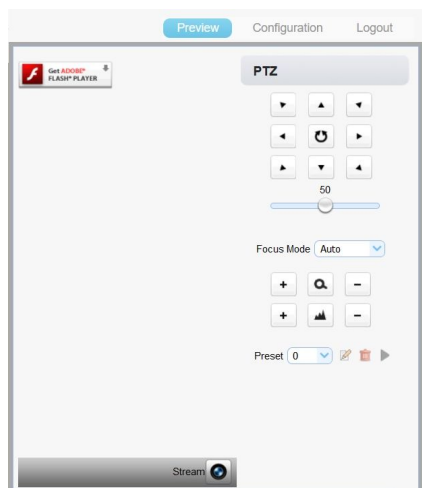 Preview Configuration Logout
Get ADOBE®
FLASH® PLAYER
PTZ
50
Focus Mode Auto
+ −
+ −
Preset 0
Stream